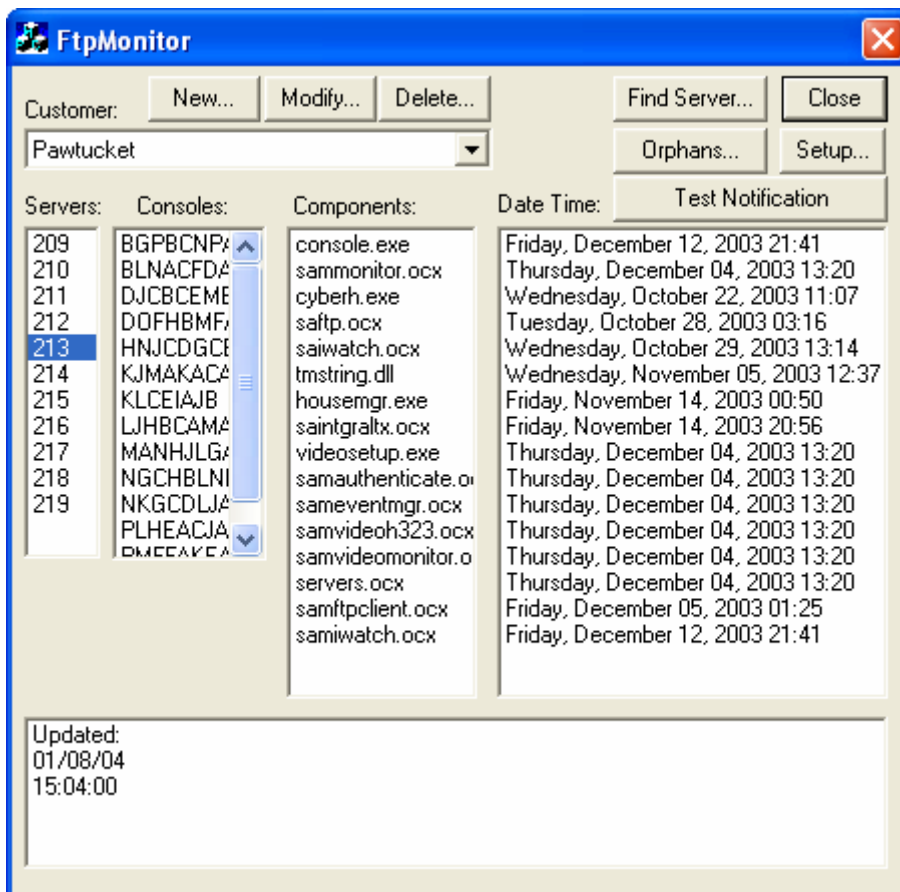 FtpMonitor
Customer: New... Modify... Delete... Find Server... Close
Pawtucket Orphans... Setup...
Servers: Consoles: Components: Date Time: Test Notification
209 BGPBCNPA console.exe Friday, December 12, 2003 21:41
210 BLNACFDA sammonitor.ocx Thursday, December 04, 2003 13:20
211 DJCBCEME cyberh.exe Wednesday, October 22, 2003 11:07
212 DOFHBMFA saftp.ocx Tuesday, October 28, 2003 03:16
213 HNJCDGCE saiwatch.ocx Wednesday, October 29, 2003 13:14
214 KJMAKACA tmstring.dll Wednesday, November 05, 2003 12:37
215 KLCEIAJB housemgr.exe Friday, November 14, 2003 00:50
216 LJHBCAMA saintgraltx.ocx Friday, November 14, 2003 20:56
217 MANHJLGA videosetup.exe Thursday, December 04, 2003 13:20
218 NGCHBLNI samauthenticate.o Thursday, December 04, 2003 13:20
219 NKGCDLJA sameventmgr.ocx Thursday, December 04, 2003 13:20
PLHEACJA samvideoh323.ocx Thursday, December 04, 2003 13:20
samvideomonitor.o Thursday, December 04, 2003 13:20
servers.ocx Thursday, December 04, 2003 13:20
samftpclient.ocx Friday, December 05, 2003 01:25
samiwatch.ocx Friday, December 12, 2003 21:41
Updated:
01/08/04
15:04:00